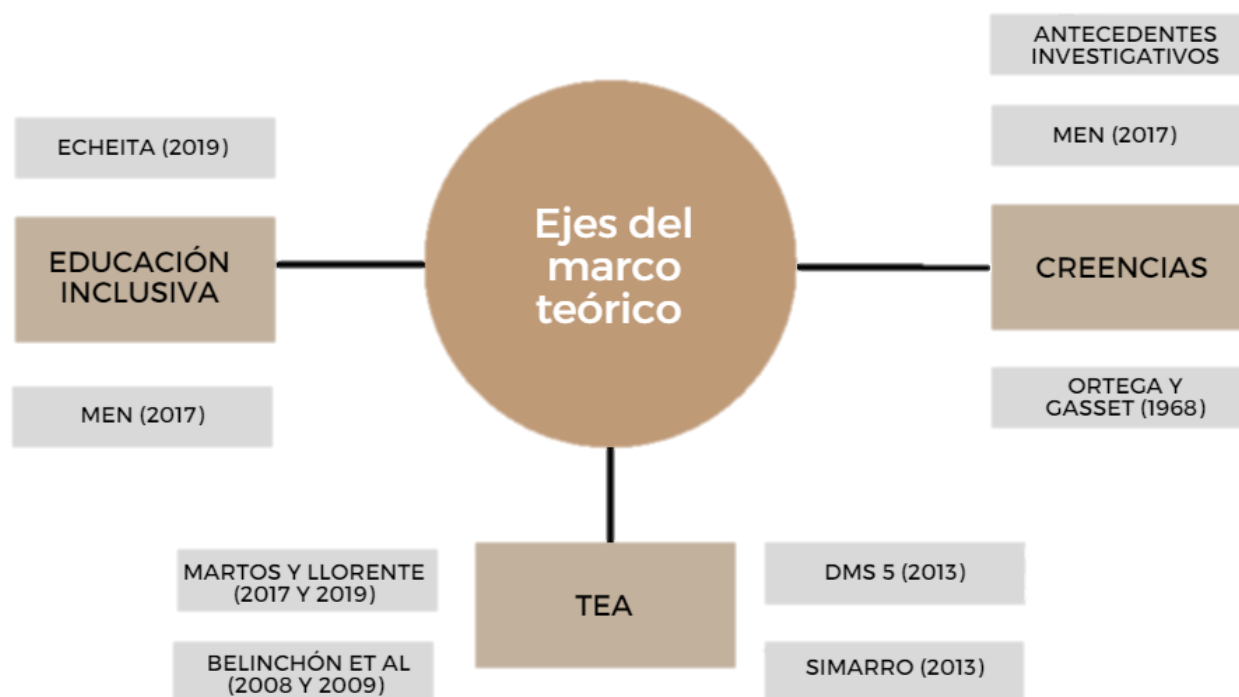 Ejes del
marco
teórico
ECHEITA (2019)
EDUCACIÓN
INCLUSIVA
MEN (2017)
ANTECEDENTES
INVESTIGATIVOS
MEN (2017)
CREENCIAS
ORTEGA Y
GASSET (1968)
MARTOS Y LLORENTE
(2017 Y 2019)
BELINCHÓN ET AL
(2008 Y 2009)
TEA
DMS 5 (2013)
SIMARRO (2013)